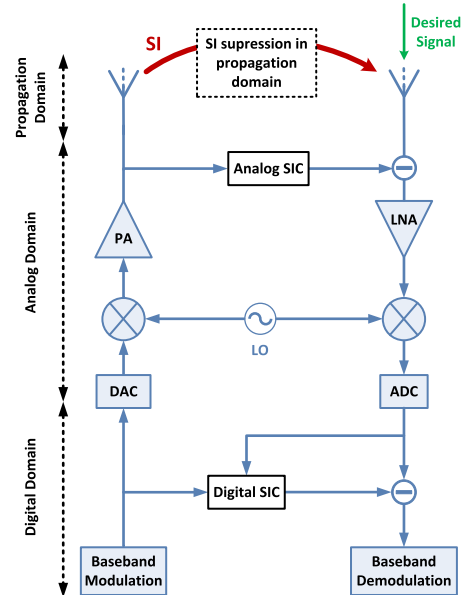 Desired
Signal
SI
SI supression in
propagation
domain
Propagation
Domain
Analog SIC
Analog Domain
PA
LNA
LO
DAC
ADC
Digital Domain
Digital SIC
Baseband
Modulation
Baseband
Demodulation